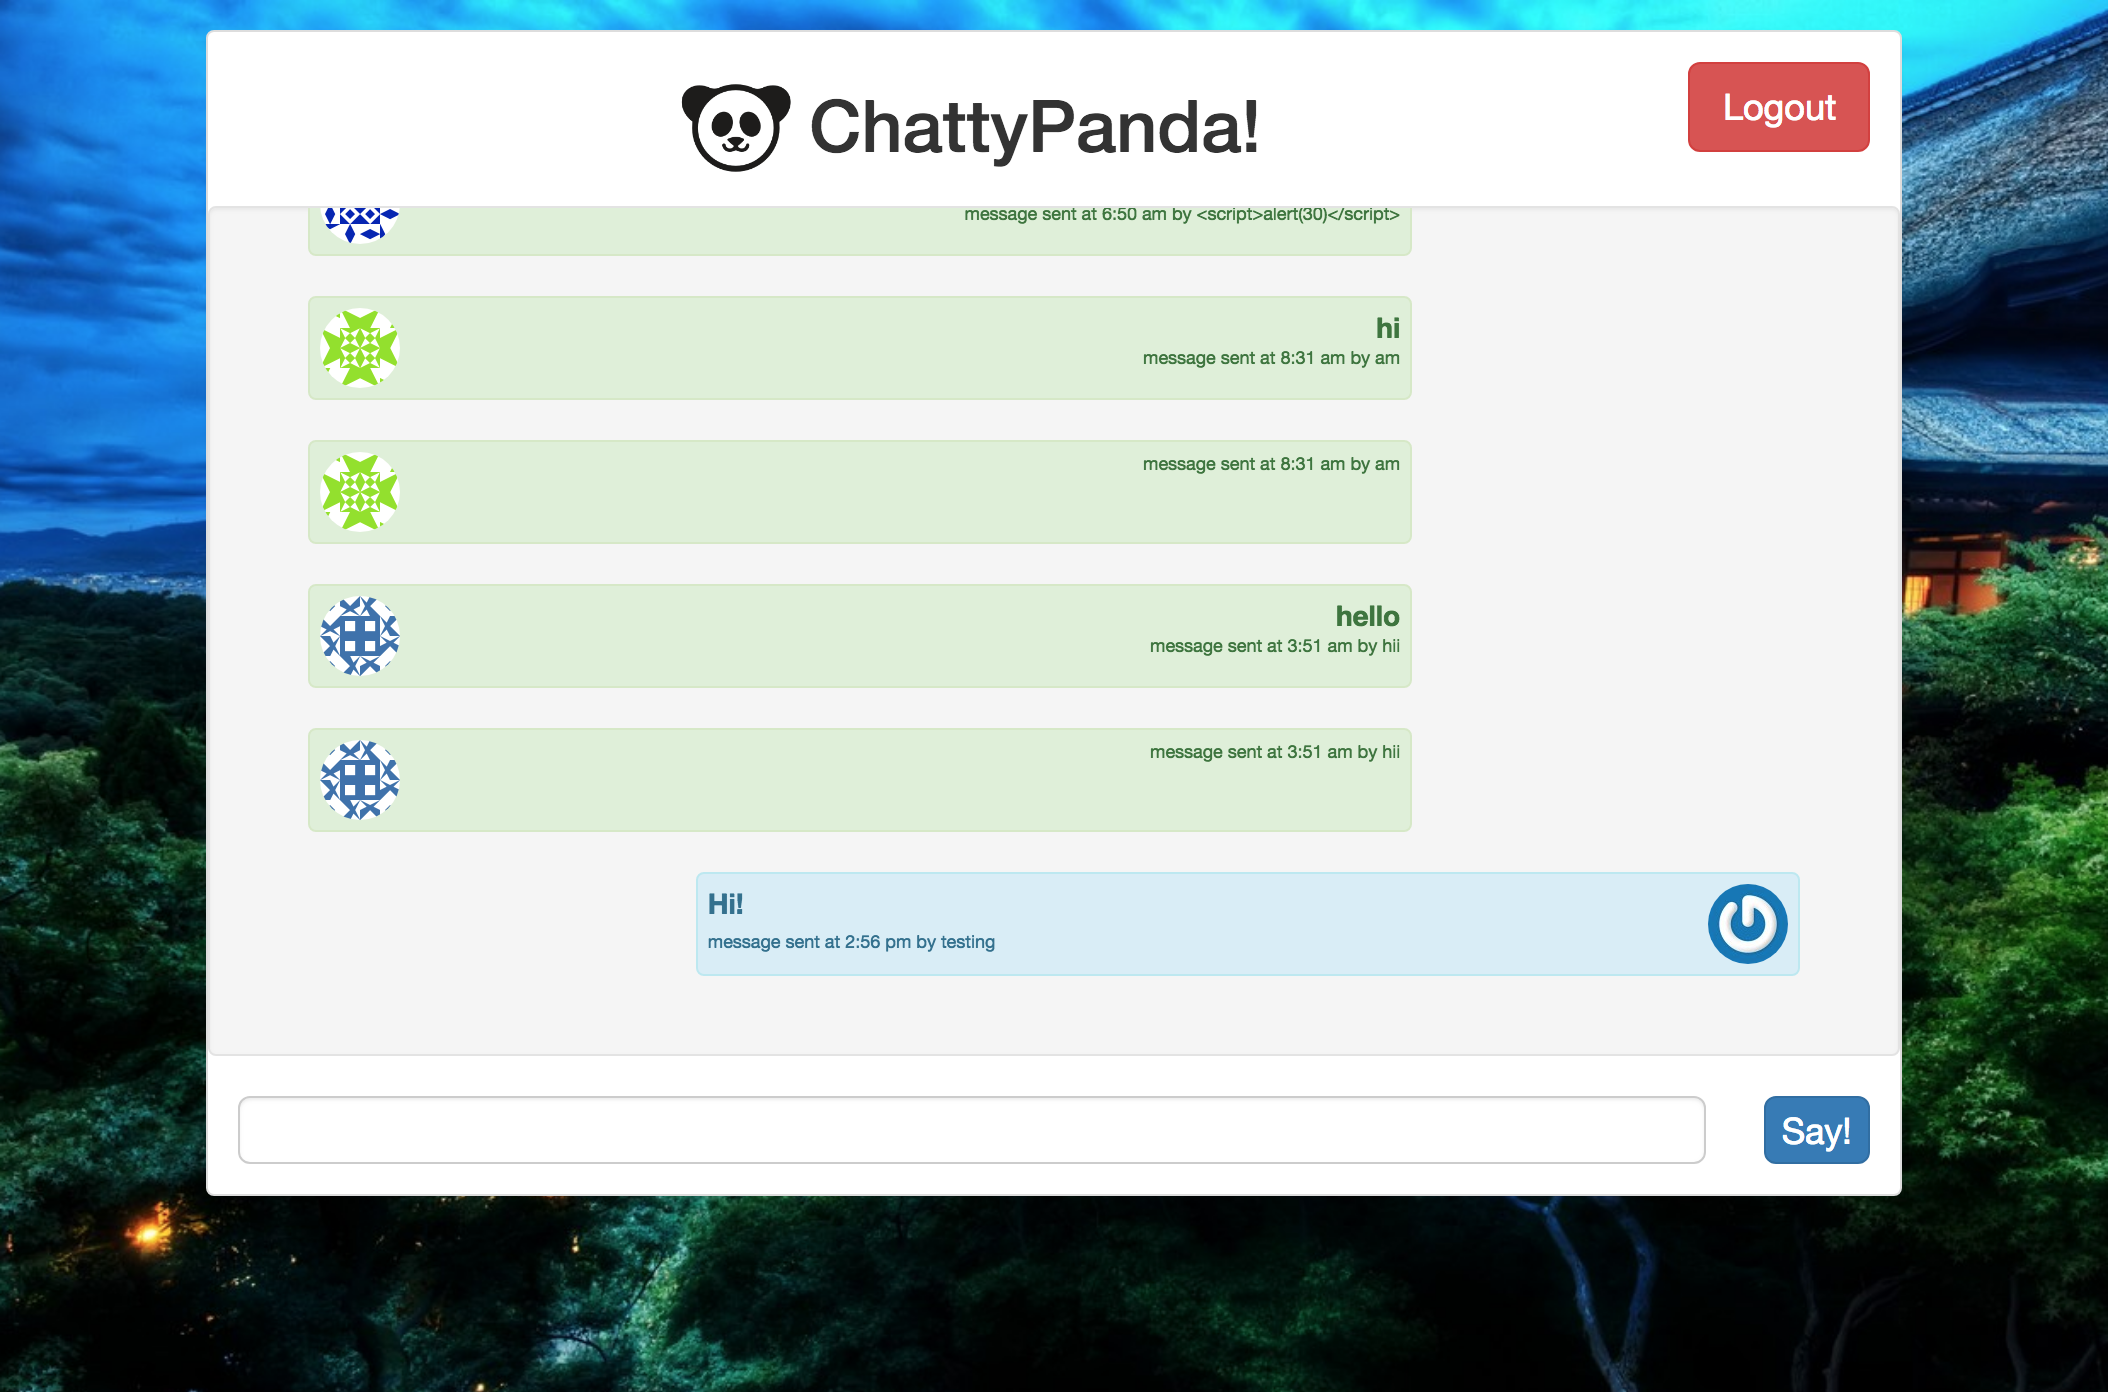 ChattyPanda!
Logout
message sent at 6:50 am by <script>alert(30)</script>
hi
message sent at 8:31 am by am
message sent at 8:31 am by am
hello
message sent at 3:51 am by hii
message sent at 3:51 am by hii
Hi!
message sent at 2:56 pm by testing
Say!